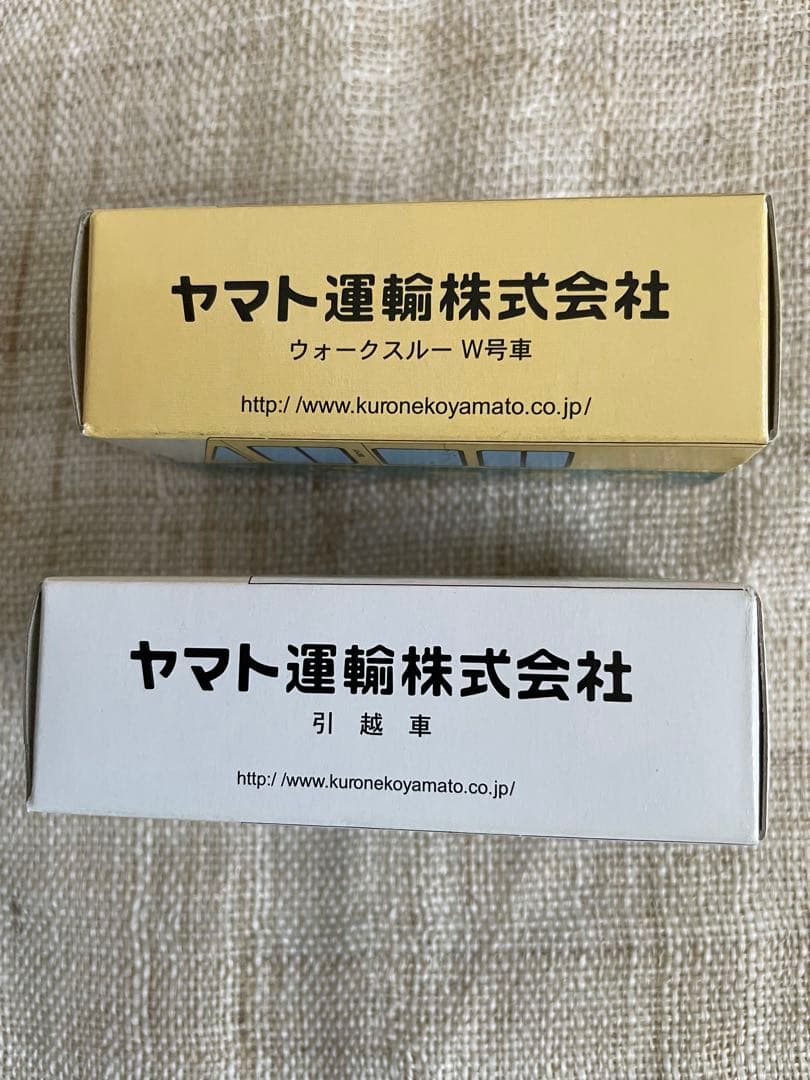 ヤマト運輸株式会社
ウォークスルー W号車
http:/ /www.kuronekoyamato.co.jp/
ヤマト運輸株式会社
引 越 車
http:/ /www.kuronekoyamato.co.jp/